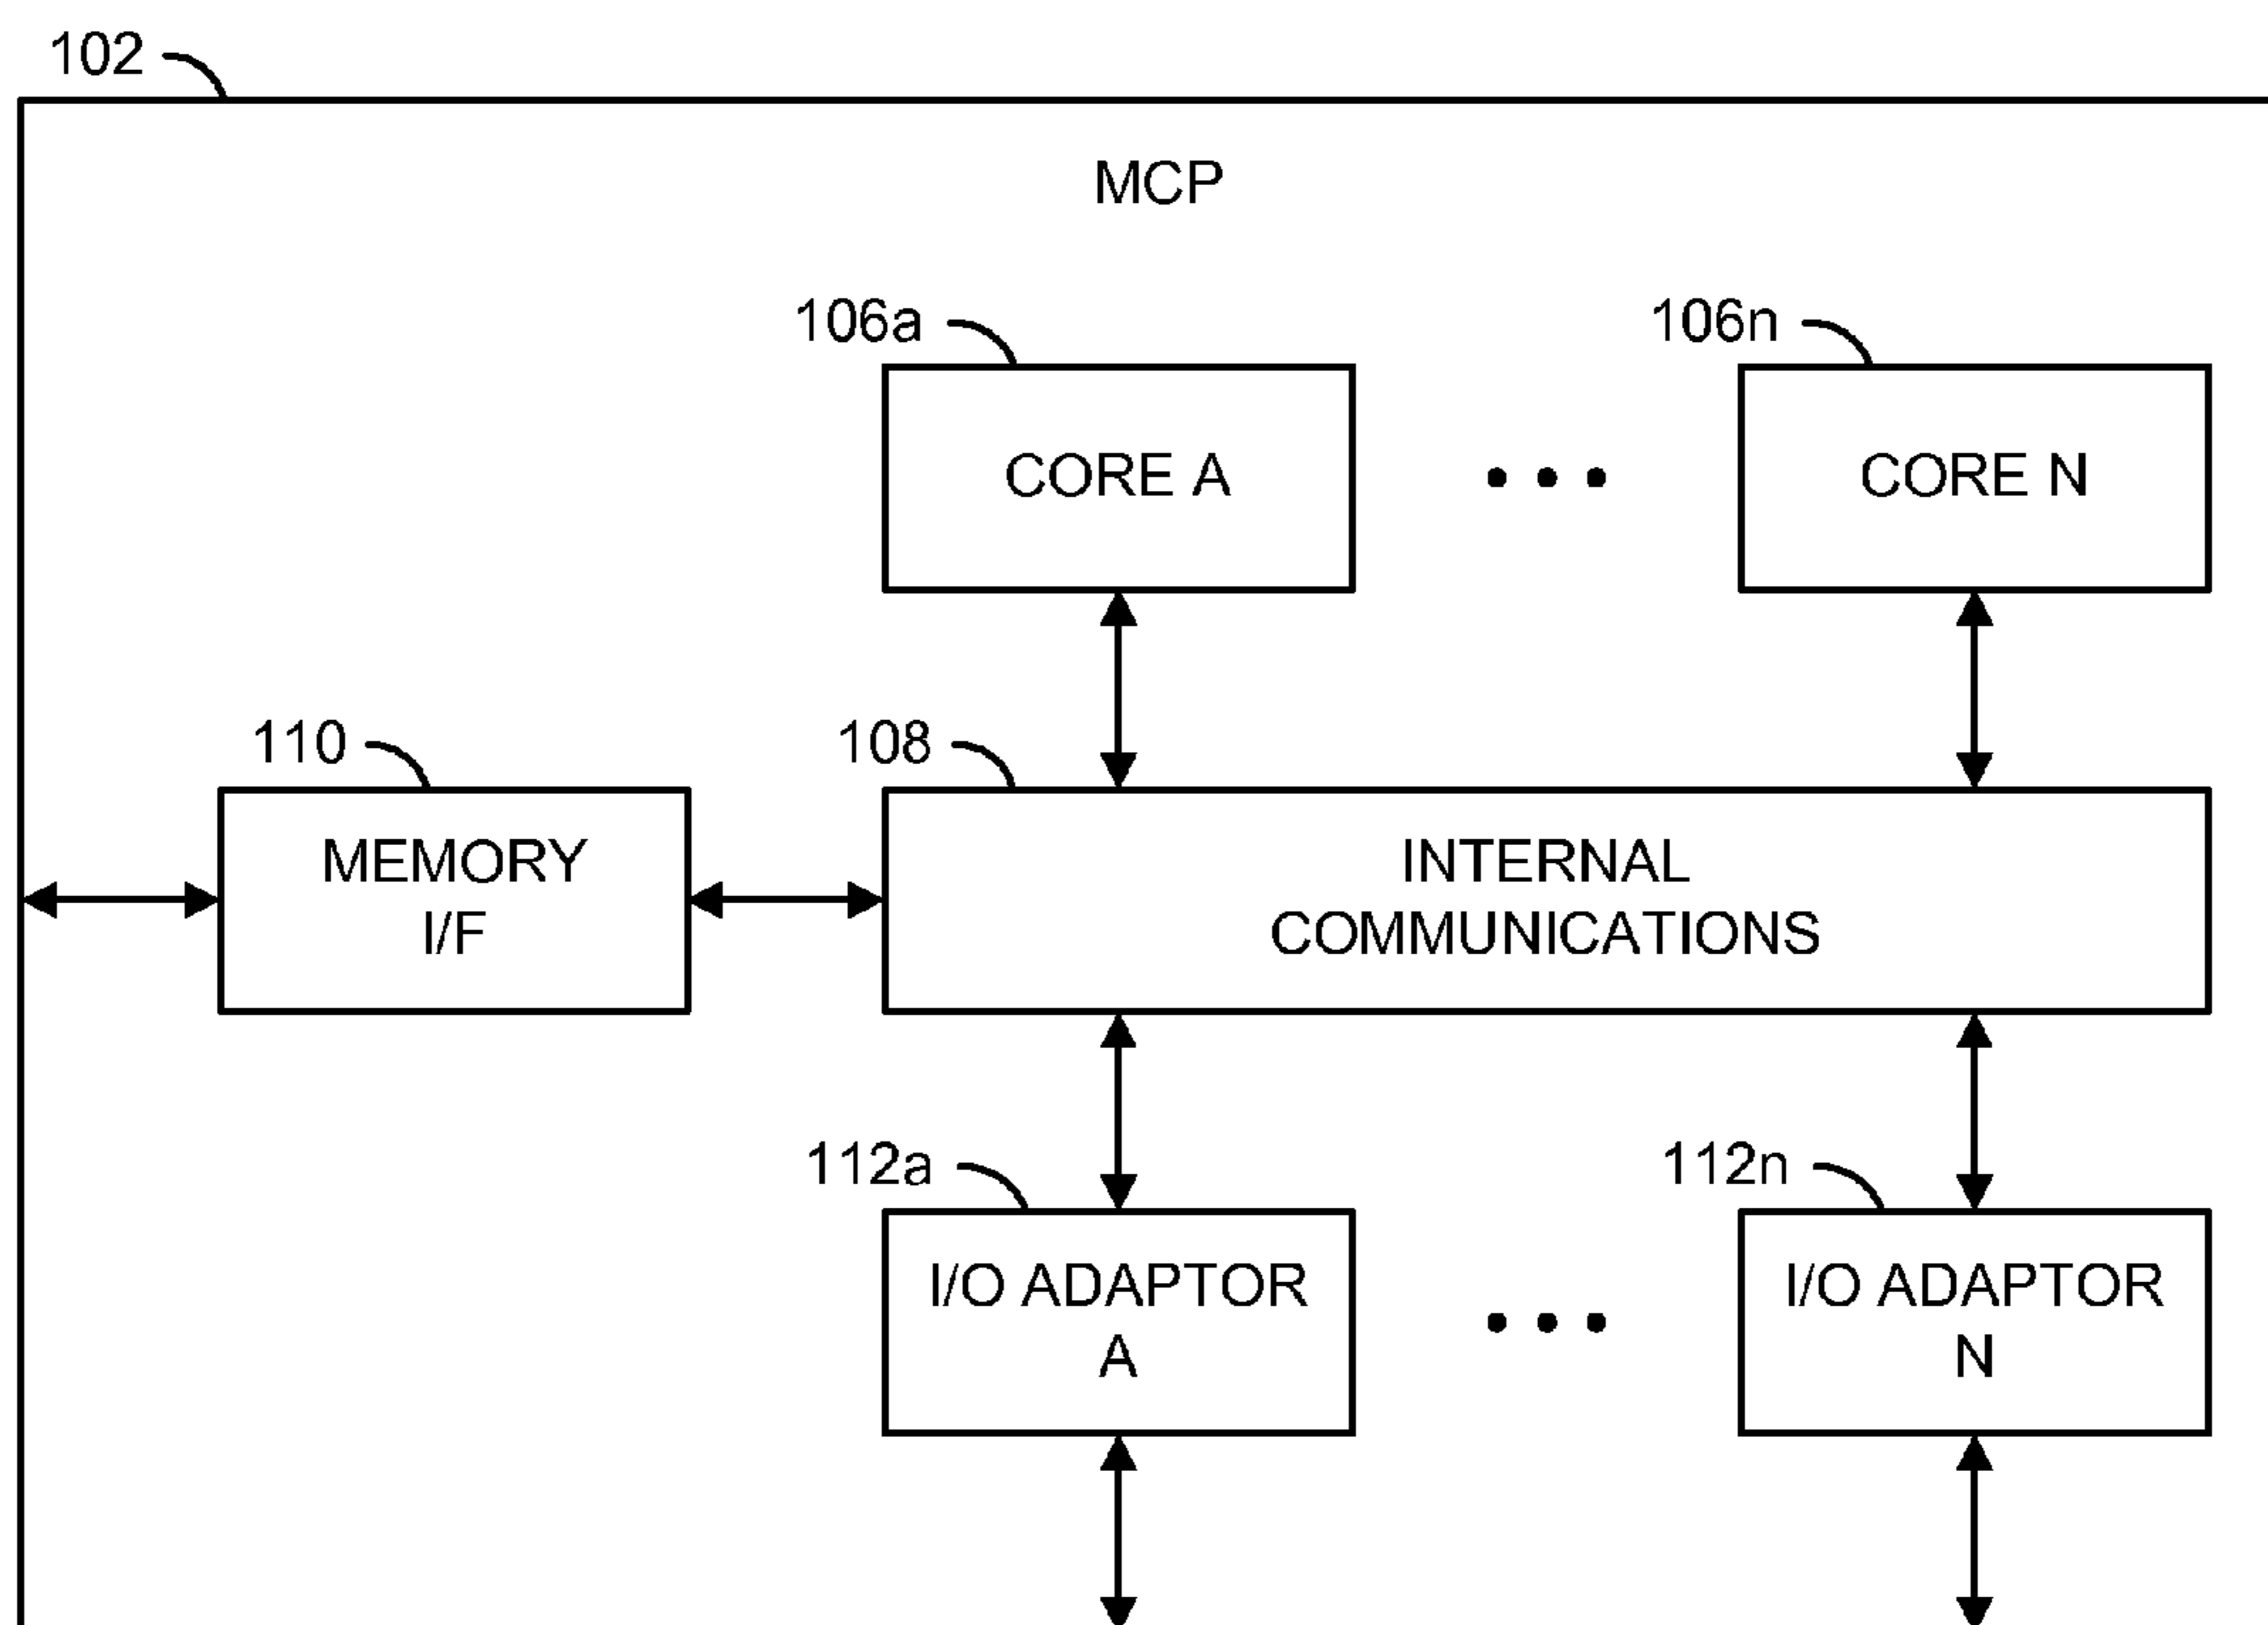 102
MCP
106a
106n
CORE A
CORE N
110
108
MEMORY
I/F
INTERNAL
COMMUNICATIONS
112a
112n
I/O ADAPTOR
A
I/O ADAPTOR
N